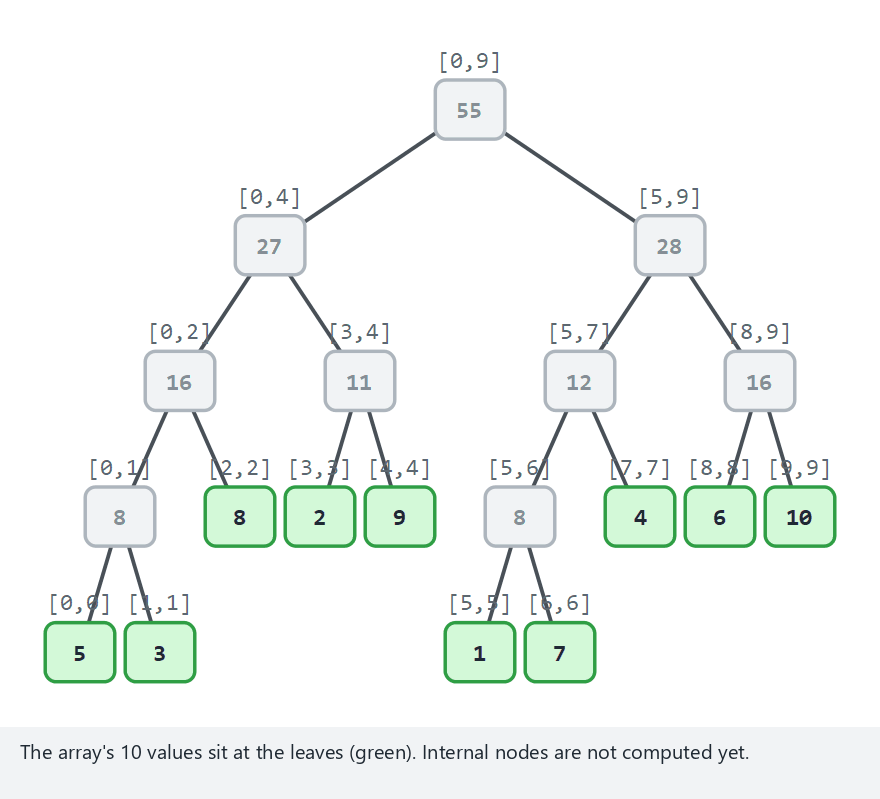 [0,9]
55
[0,4] [5,9]
27 28
[0,2] [3,4] [5,7] [8,9]
16 11 12 16
[0,1] [2,2] [3,3] [4,4] [5,6] [7,7] [8,8] [9,9]
8 8 2 9 8 4 6 10
[0,0] [1,1] [5,5] [6,6]
5 3 1 7
The array's 10 values sit at the leaves (green). Internal nodes are not computed yet.